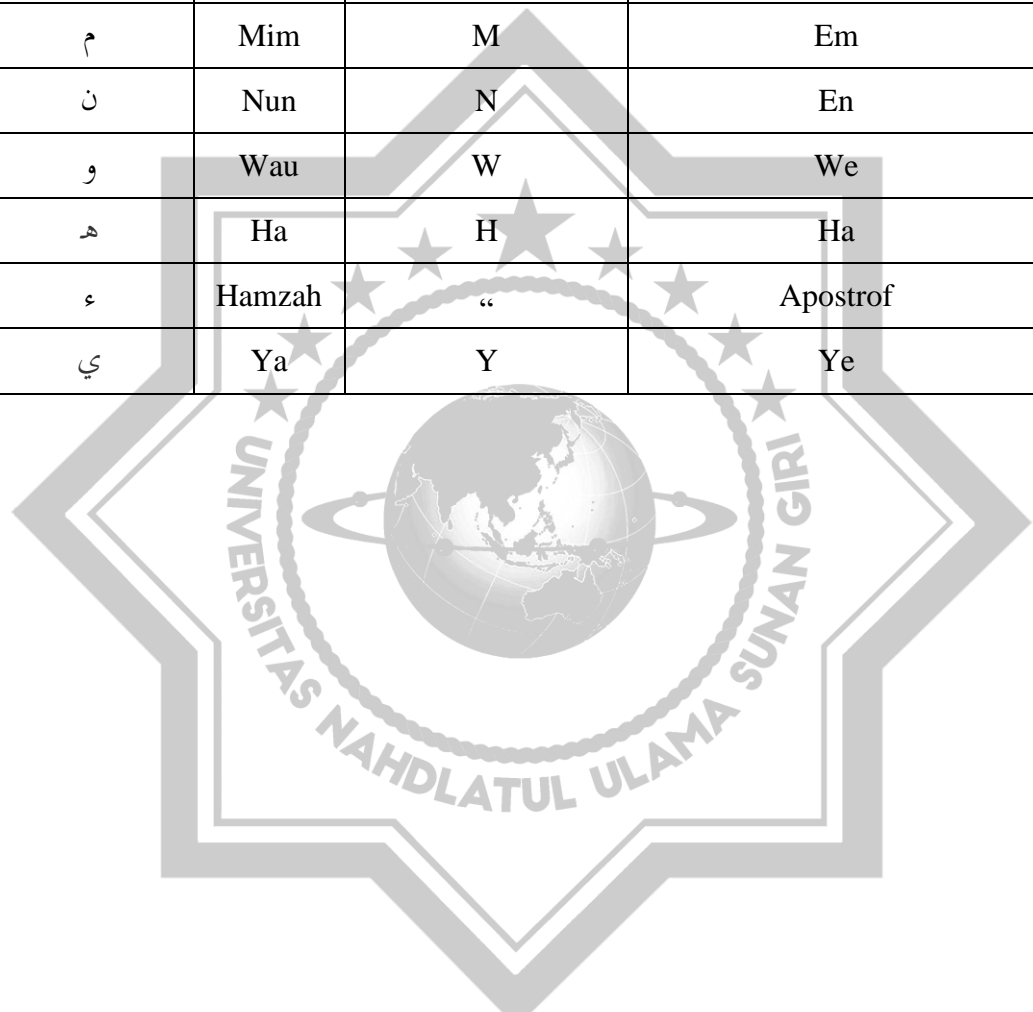 م Mim M Em
ن Nun N En
و Wau W We
ه‍ Ha H Ha
ء Hamzah “ Apostrof
ي Ya Y Ye
UNIVERSITAS NAHDLATUL ULAMA SUNAN GIRI